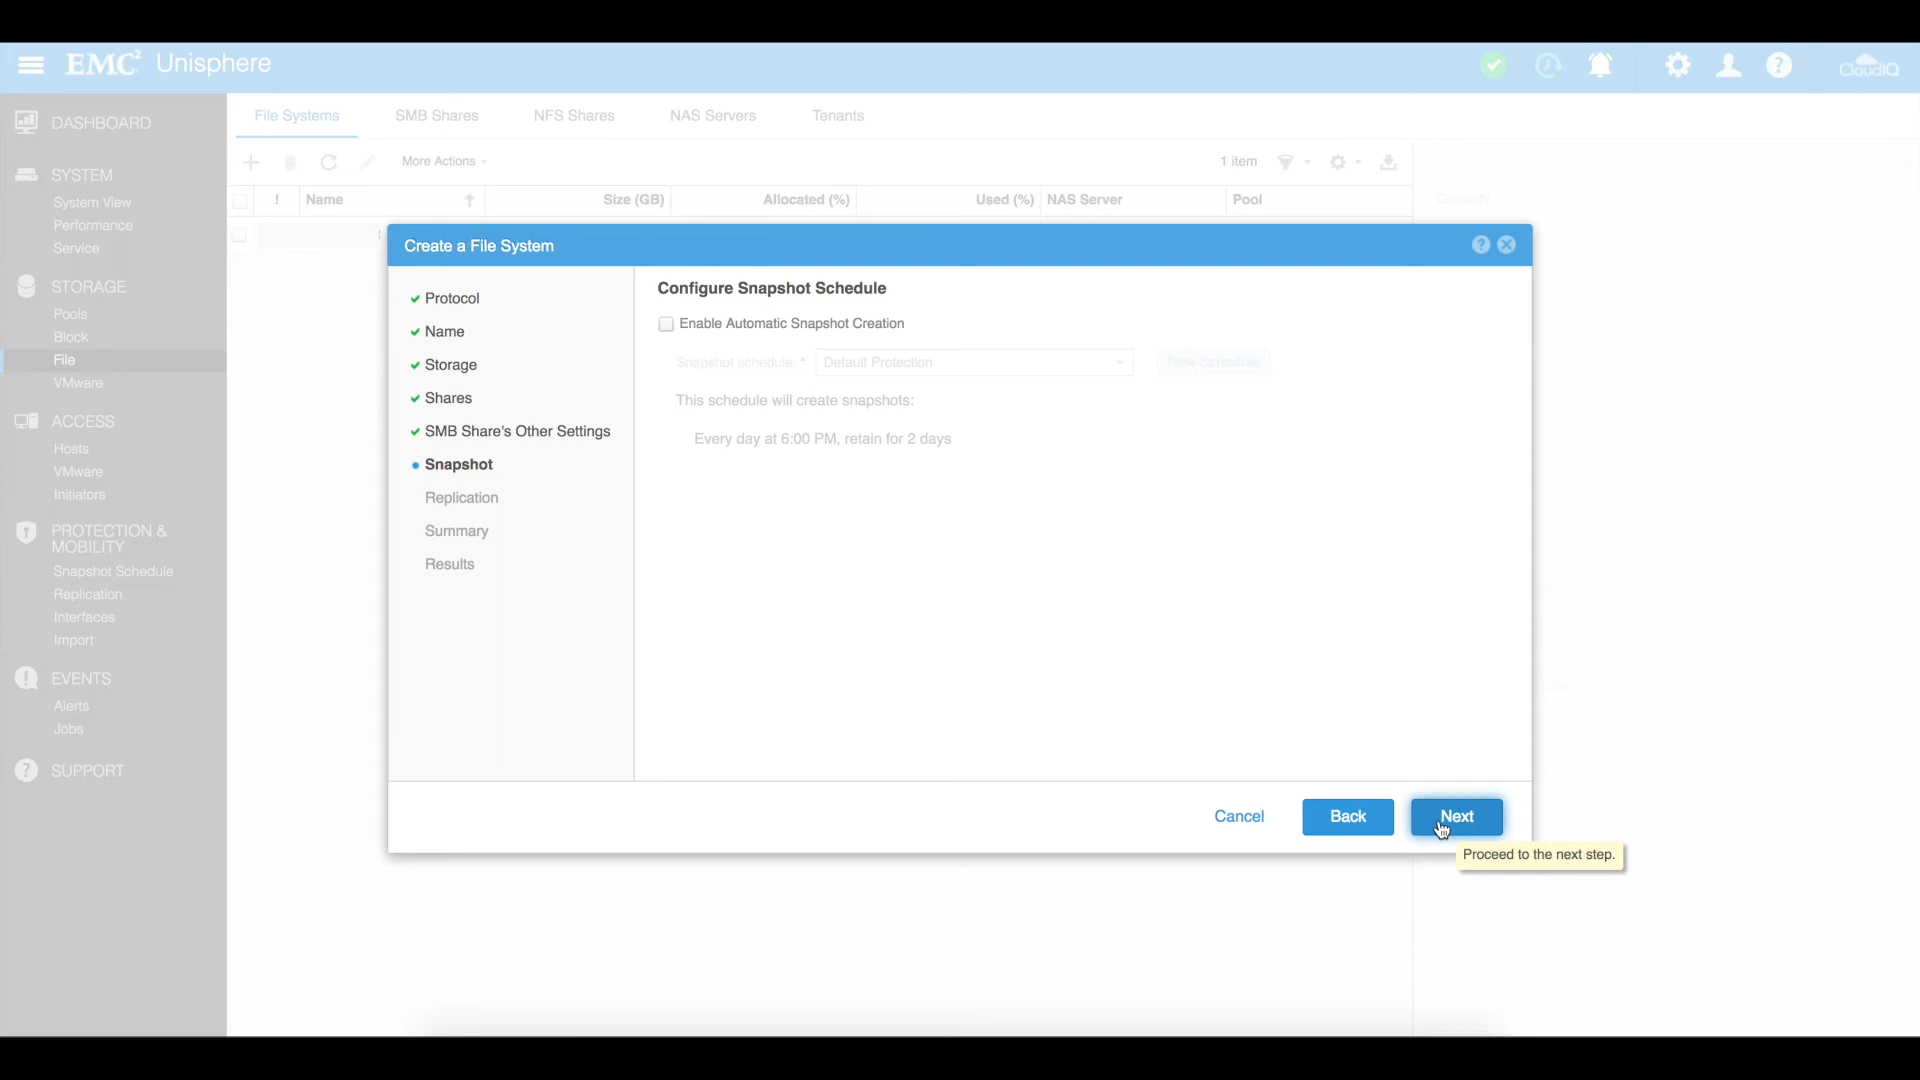 EMC² Unisphere
CloudIQ
DASHBOARD
SYSTEM
System View
Performance
Service
STORAGE
Pools
Block
File
VMware
ACCESS
Hosts
VMware
Initiators
PROTECTION &
MOBILITY
Snapshot Schedule
Replication
Interfaces
Import
EVENTS
Alerts
Jobs
SUPPORT
File Systems SMB Shares NFS Shares NAS Servers Tenants
More Actions 1 item
! Name Size (GB) Allocated (%) Used (%) NAS Server Pool
Capacity
Create a File System
Protocol
Name
Storage
Shares
SMB Share's Other Settings
Snapshot
Replication
Summary
Results
Configure Snapshot Schedule
Enable Automatic Snapshot Creation
Snapshot schedule: * Default Protection New Schedule
This schedule will create snapshots:
Every day at 6:00 PM, retain for 2 days
Cancel Back Next
Proceed to the next step.